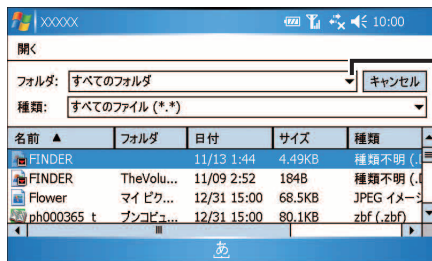 XXXXX 10:00
開く
フォルダ: すべてのフォルダ キャンセル
種類: すべてのファイル (*.*)
名前 ▲ フォルダ 日付 サイズ 種類
FINDER 11/13 1:44 4.49KB 種類不明 (.
FINDER TheVolu... 11/09 2:52 184B 種類不明 (.
Flower マイ ピク... 12/31 15:00 68.5KB JPEG イメージ
ph000365_t ブンコピュ... 12/31 15:00 80.1KB zbf (.zbf)
あ